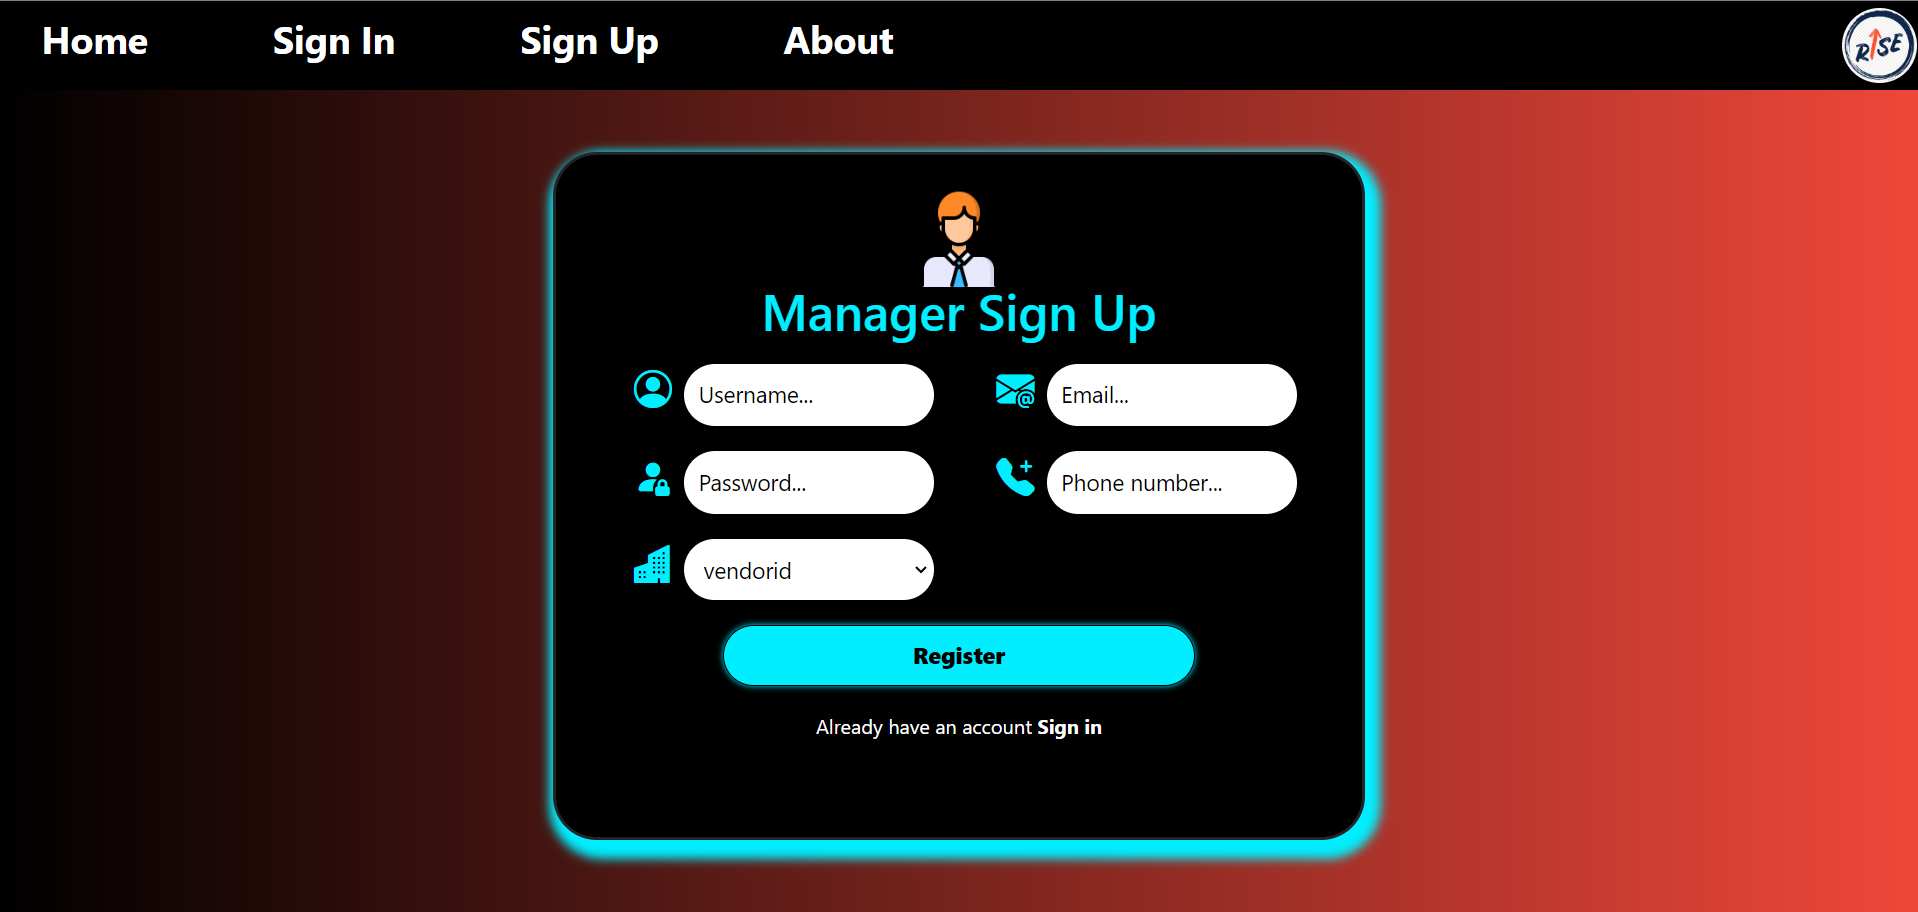 Home Sign In Sign Up About
RISE
Manager Sign Up
Username... Email...
Password... Phone number...
vendorid
Register
Already have an account Sign in